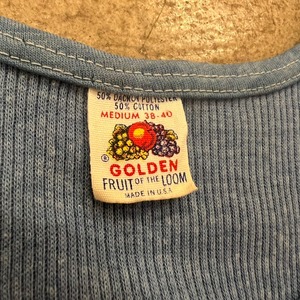 50% DACRON POLYESTER
50% COTTON
MEDIUM 38-40
®
GOLDEN
FRUIT OF THE LOOM
MADE IN U.S.A.